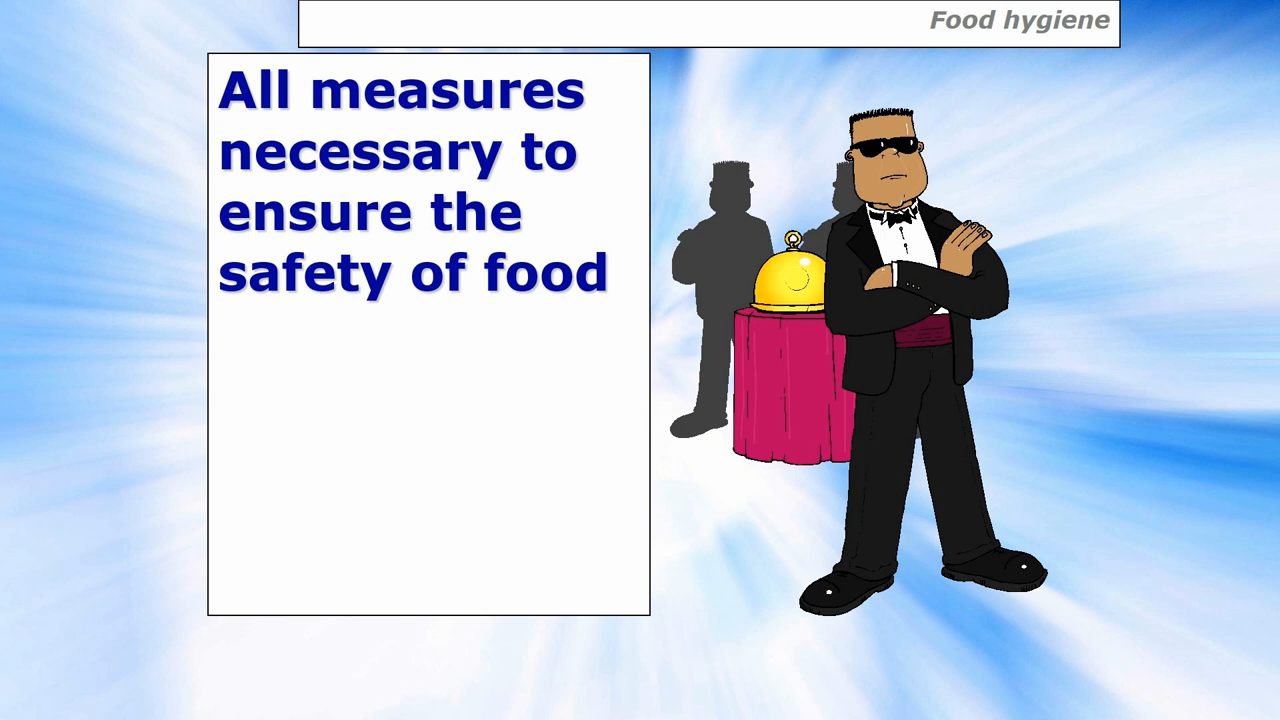 Food hygiene
All measures
necessary to
ensure the
safety of food